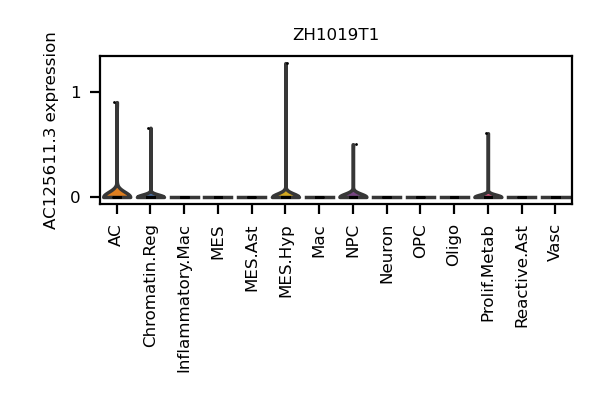 ZH1019T1
AC125611.3 expression
1
0
AC
Chromatin.Reg
Inflammatory.Mac
MES
MES.Ast
MES.Hyp
Mac
NPC
Neuron
OPC
Oligo
Prolif.Metab
Reactive.Ast
Vasc